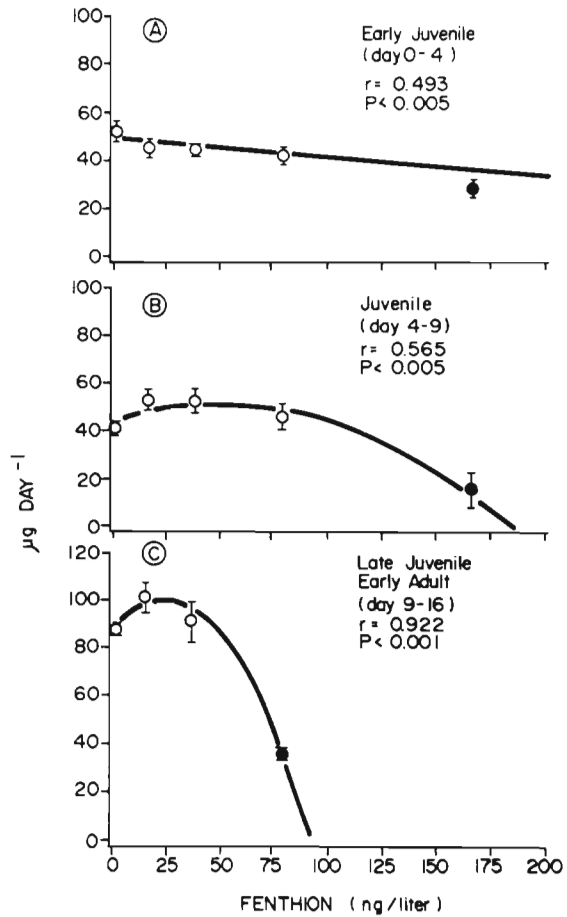 100
80
60
40
20
0
A
Early Juvenile
(day 0-4)
r = 0.493
P< 0.005
100
80
60
40
20
0
B
Juvenile
(day 4-9)
r = 0.565
P< 0.005
µg DAY⁻¹
120
100
80
60
40
20
0
C
Late Juvenile
Early Adult
(day 9-16)
r = 0.922
P< 0.001
0 25 50 75 100 125 150 175 200
FENTHION (ng/liter)